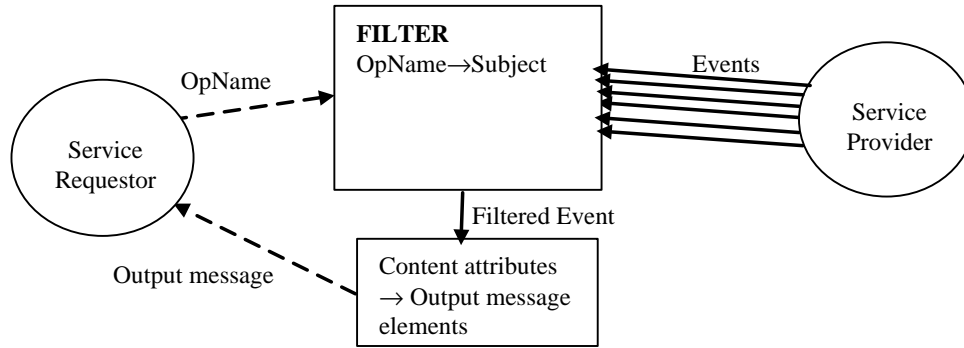 FILTER
OpName→Subject
Events
OpName
Service
Requestor
Service
Provider
Filtered Event
Output message
Content attributes
→ Output message
elements